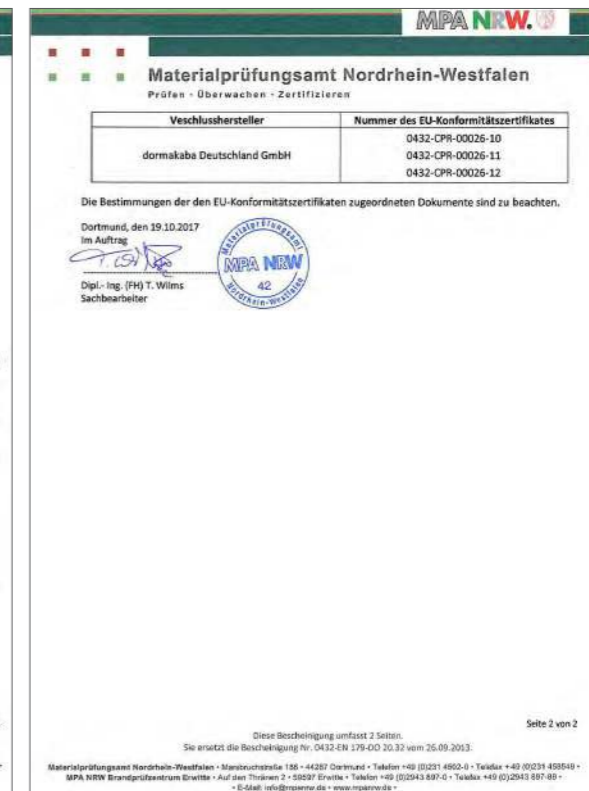 MPA NRW.
Materialprüfungsamt Nordrhein-Westfalen
Prüfen - Überwachen - Zertifizieren
Veschlusshersteller Nummer des EU-Konformitätszertifikates
dormakaba Deutschland GmbH
0432-CPR-00026-10
0432-CPR-00026-11
0432-CPR-00026-12
Die Bestimmungen der den EU-Konformitätszertifikaten zugeordneten Dokumente sind zu beachten.
Dortmund, den 19.10.2017
Im Auftrag
Dipl.- Ing. (FH) T. Wilms
Sachbearbeiter
Materialprüfungsamt
MPA NRW
42
Nordrhein-Westfalen
Seite 2 von 2
Diese Bescheinigung umfasst 2 Seiten.
Sie ersetzt die Bescheinigung Nr. 0432-EN 179-OO 20.32 vom 26.09.2013.
Materialprüfungsamt Nordrhein-Westfalen • Marsbruchstraße 186 • 44287 Dortmund • Telefon +49 (0)231 4502-0 • Telefax +49 (0)231 458549 •
MPA NRW Brandprüfzentrum Erwitte • Auf den Thränen 2 • 59597 Erwitte • Telefon +49 (0)2943 897-0 • Telefax +49 (0)2943 897-88 •
• E-Mail: info@mpanrw.de • www.mpanrw.de •